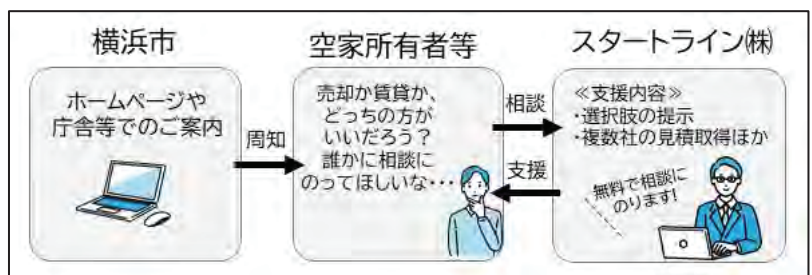 横浜市
ホームページや
庁舎等でのご案内
周知
空家所有者等
売却か賃貸か、
どっちの方が
いいだろう？
誰かに相談に
のってほしいな・・・
相談
支援
スタートライン㈱
≪支援内容≫
・選択肢の提示
・複数社の見積取得ほか
無料で相談に
のります!